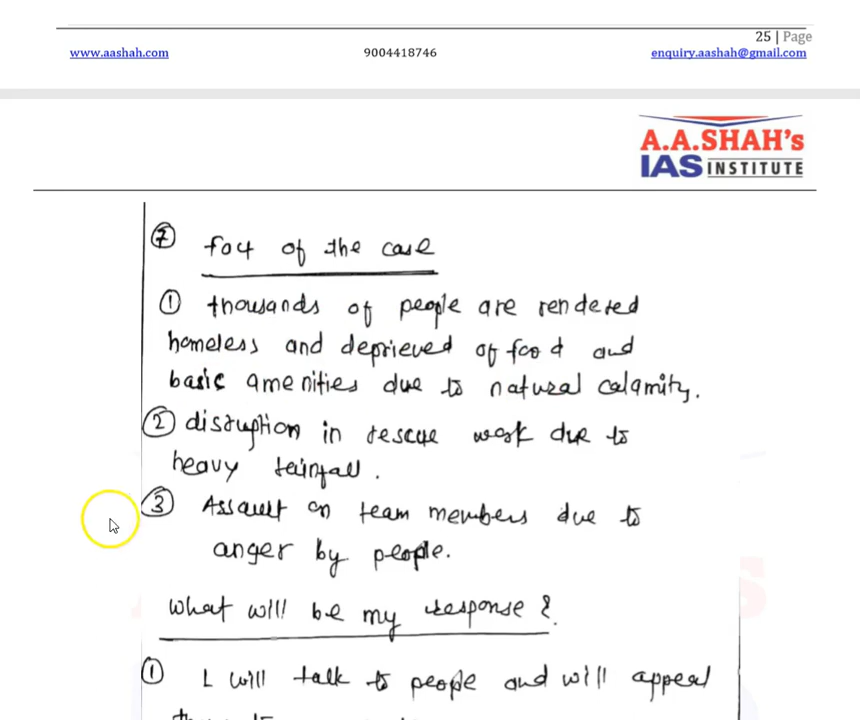 25 | Page
www.aashah.com 9004418746 enquiry.aashah@gmail.com
A.A.SHAH's
IAS INSTITUTE
7 fact of the case
1 thousands of people are rendered
homeless and deprieved of food and
basic amenities due to natural calamity.
2 disruption in rescue work due to
heavy rainfall.
3 Assault on team members due to
anger by people.
What will be my response ?
1 I will talk to people and will appeal